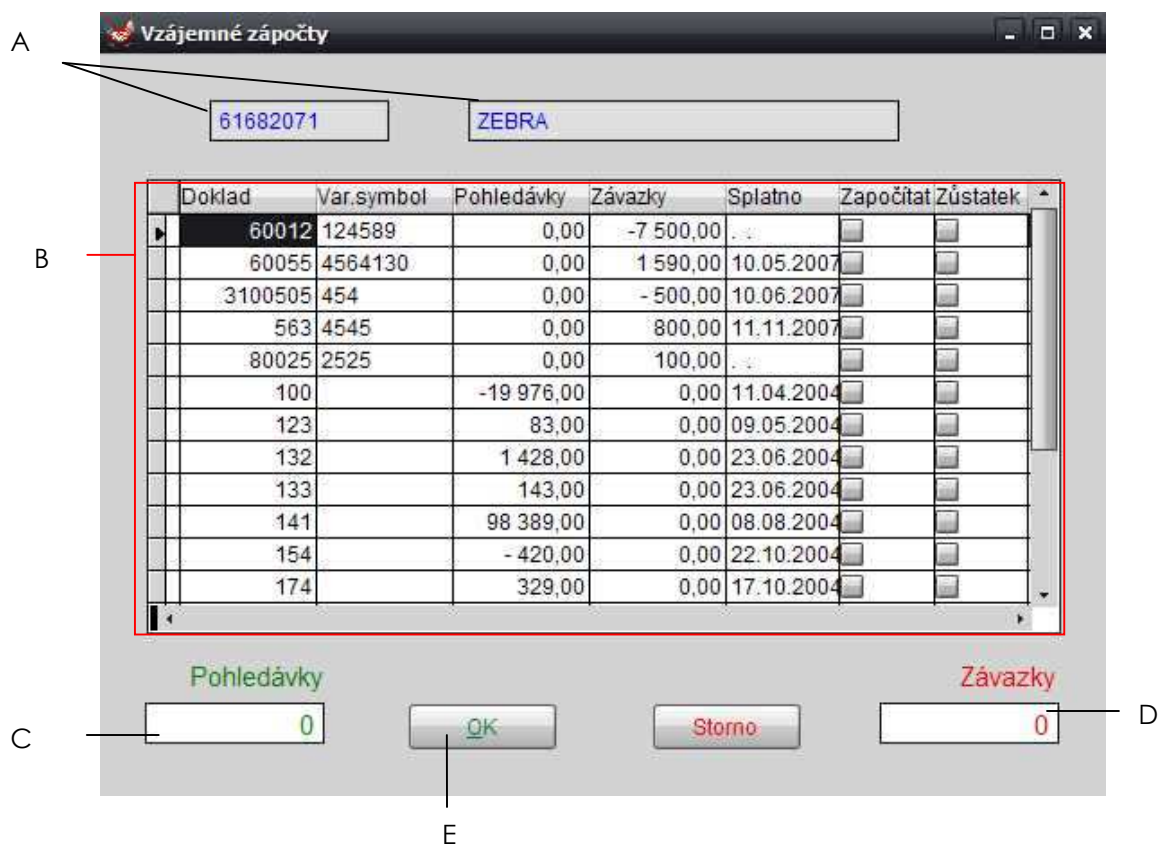 Vzájemné zápočty
A
61682071 ZEBRA
Doklad Var.symbol Pohledávky Závazky Splatno Započítat Zůstatek
60012 124589 0,00 -7 500,00 . .
B
60055 4564130 0,00 1 590,00 10.05.2007
3100505 454 0,00 - 500,00 10.06.2007
563 4545 0,00 800,00 11.11.2007
80025 2525 0,00 100,00 . .
100 -19 976,00 0,00 11.04.2004
123 83,00 0,00 09.05.2004
132 1 428,00 0,00 23.06.2004
133 143,00 0,00 23.06.2004
141 98 389,00 0,00 08.08.2004
154 - 420,00 0,00 22.10.2004
174 329,00 0,00 17.10.2004
Pohledávky Závazky
C 0 OK Storno 0 D
E